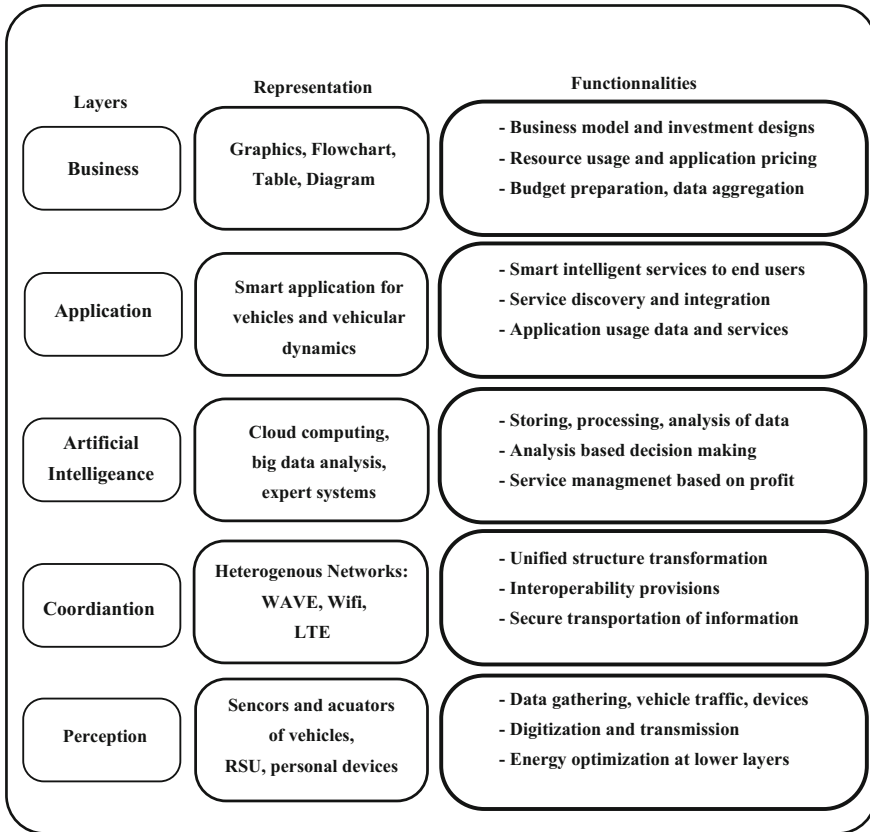 Layers
Representation
Functionnalities
Business
Graphics, Flowchart,
Table, Diagram
- Business model and investment designs
- Resource usage and application pricing
- Budget preparation, data aggregation
Application
Smart application for
vehicles and vehicular
dynamics
- Smart intelligent services to end users
- Service discovery and integration
- Application usage data and services
Artificial
Intelligeance
Cloud computing,
big data analysis,
expert systems
- Storing, processing, analysis of data
- Analysis based decision making
- Service managmenet based on profit
Coordiantion
Heterogenous Networks:
WAVE, Wifi,
LTE
- Unified structure transformation
- Interoperability provisions
- Secure transportation of information
Perception
Sencors and acuators
of vehicles,
RSU, personal devices
- Data gathering, vehicle traffic, devices
- Digitization and transmission
- Energy optimization at lower layers